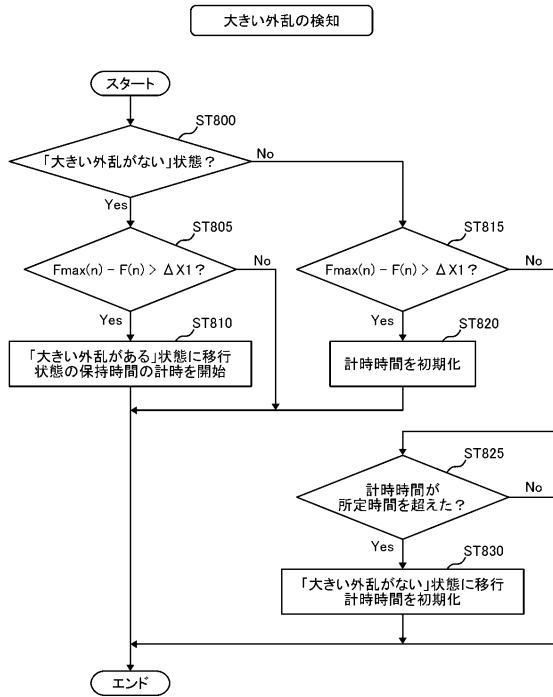 大きい外乱の検知
スタート
ST800
「大きい外乱がない」状態？
No
Yes
ST805
Fmax(n) − F(n) > ΔX1？
No
Yes
ST815
Fmax(n) − F(n) > ΔX1？
No
Yes
ST810
「大きい外乱がある」状態に移行
状態の保持時間の計時を開始
ST820
計時時間を初期化
ST825
計時時間が
所定時間を超えた？
No
Yes
ST830
「大きい外乱がない」状態に移行
計時時間を初期化
エンド